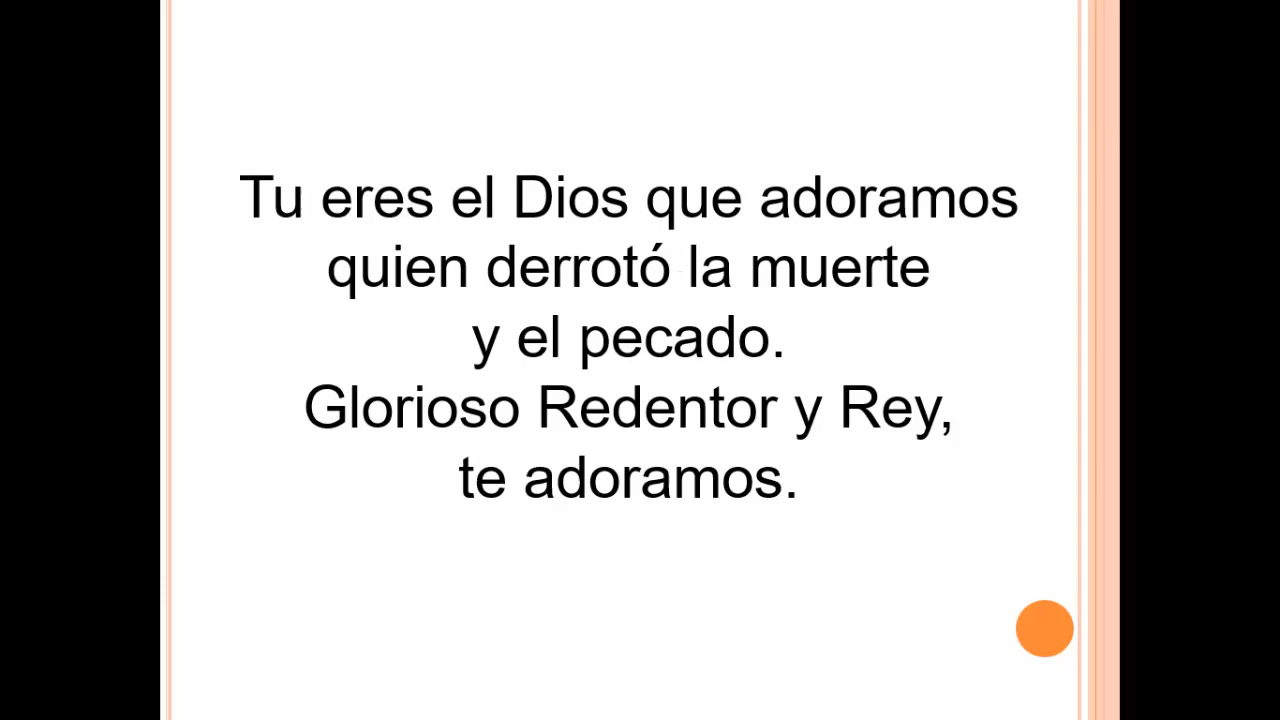 Tu eres el Dios que adoramos
quien derrotó la muerte
y el pecado.
Glorioso Redentor y Rey,
te adoramos.